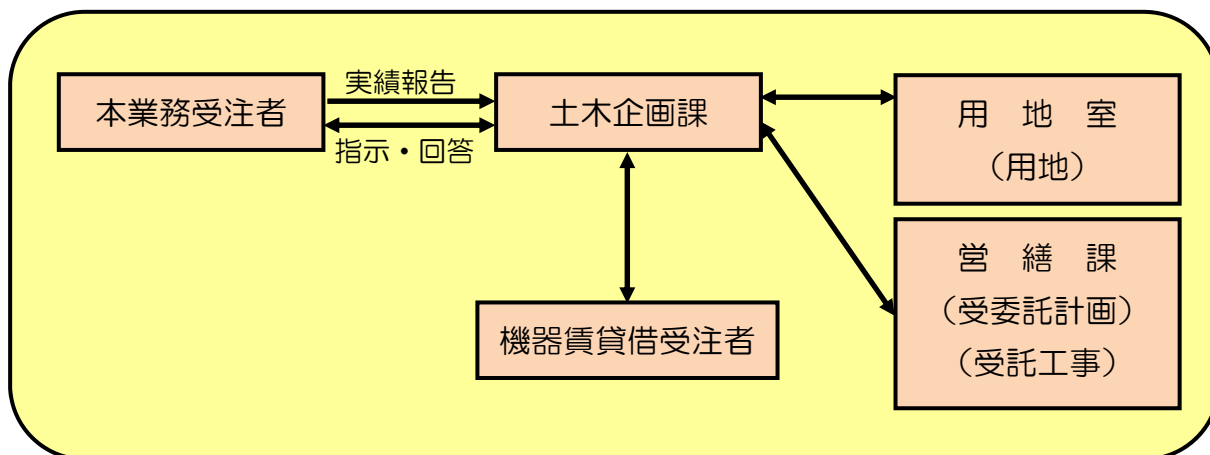 本業務受注者
実績報告
指示・回答
土木企画課
用　地　室
（用地）
営　繕　課
（受委託計画）
（受託工事）
機器賃貸借受注者